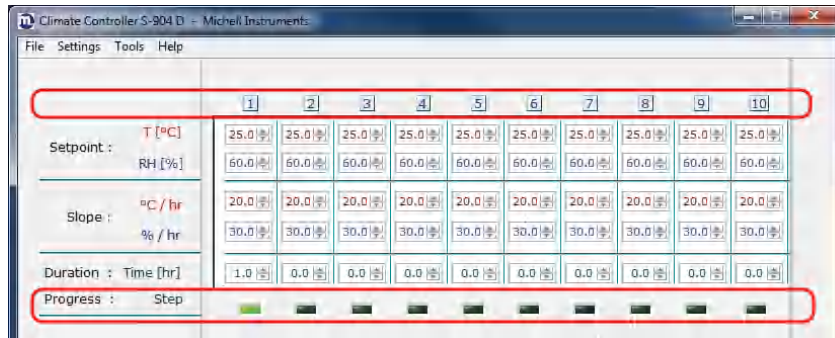 Climate Controller S-904 D - Michell Instruments
File Settings Tools Help
1 2 3 4 5 6 7 8 9 10
Setpoint : T [ºC] 25.0 25.0 25.0 25.0 25.0 25.0 25.0 25.0 25.0 25.0
RH [%] 60.0 60.0 60.0 60.0 60.0 60.0 60.0 60.0 60.0 60.0
Slope : ºC / hr 20.0 20.0 20.0 20.0 20.0 20.0 20.0 20.0 20.0 20.0
% / hr 30.0 30.0 30.0 30.0 30.0 30.0 30.0 30.0 30.0 30.0
Duration : Time [hr] 1.0 0.0 0.0 0.0 0.0 0.0 0.0 0.0 0.0 0.0
Progress : Step